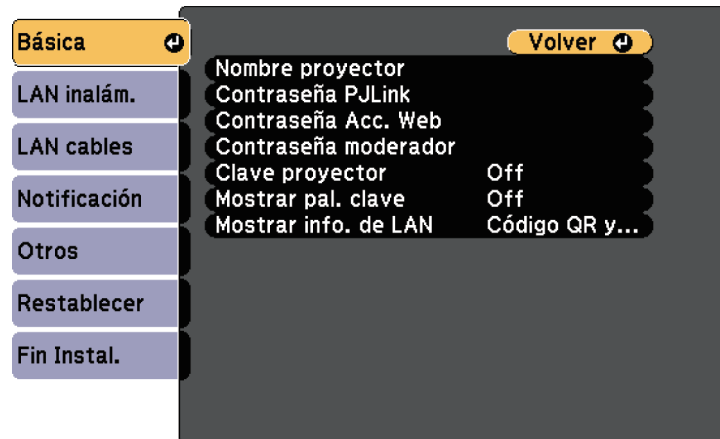 Básica
LAN inalám.
LAN cables
Notificación
Otros
Restablecer
Fin Instal.
Volver
Nombre proyector
Contraseña PJLink
Contraseña Acc. Web
Contraseña moderador
Clave proyector Off
Mostrar pal. clave Off
Mostrar info. de LAN Código QR y...